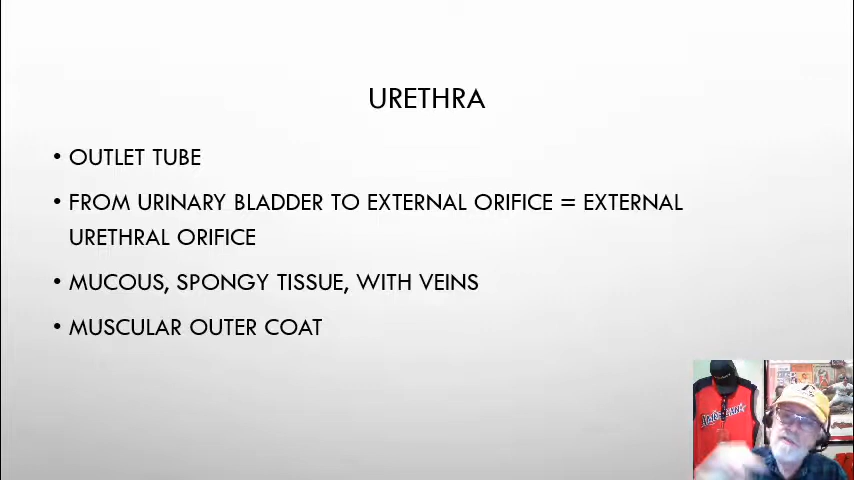 URETHRA
• OUTLET TUBE
• FROM URINARY BLADDER TO EXTERNAL ORIFICE = EXTERNAL
URETHRAL ORIFICE
• MUCOUS, SPONGY TISSUE, WITH VEINS
• MUSCULAR OUTER COAT